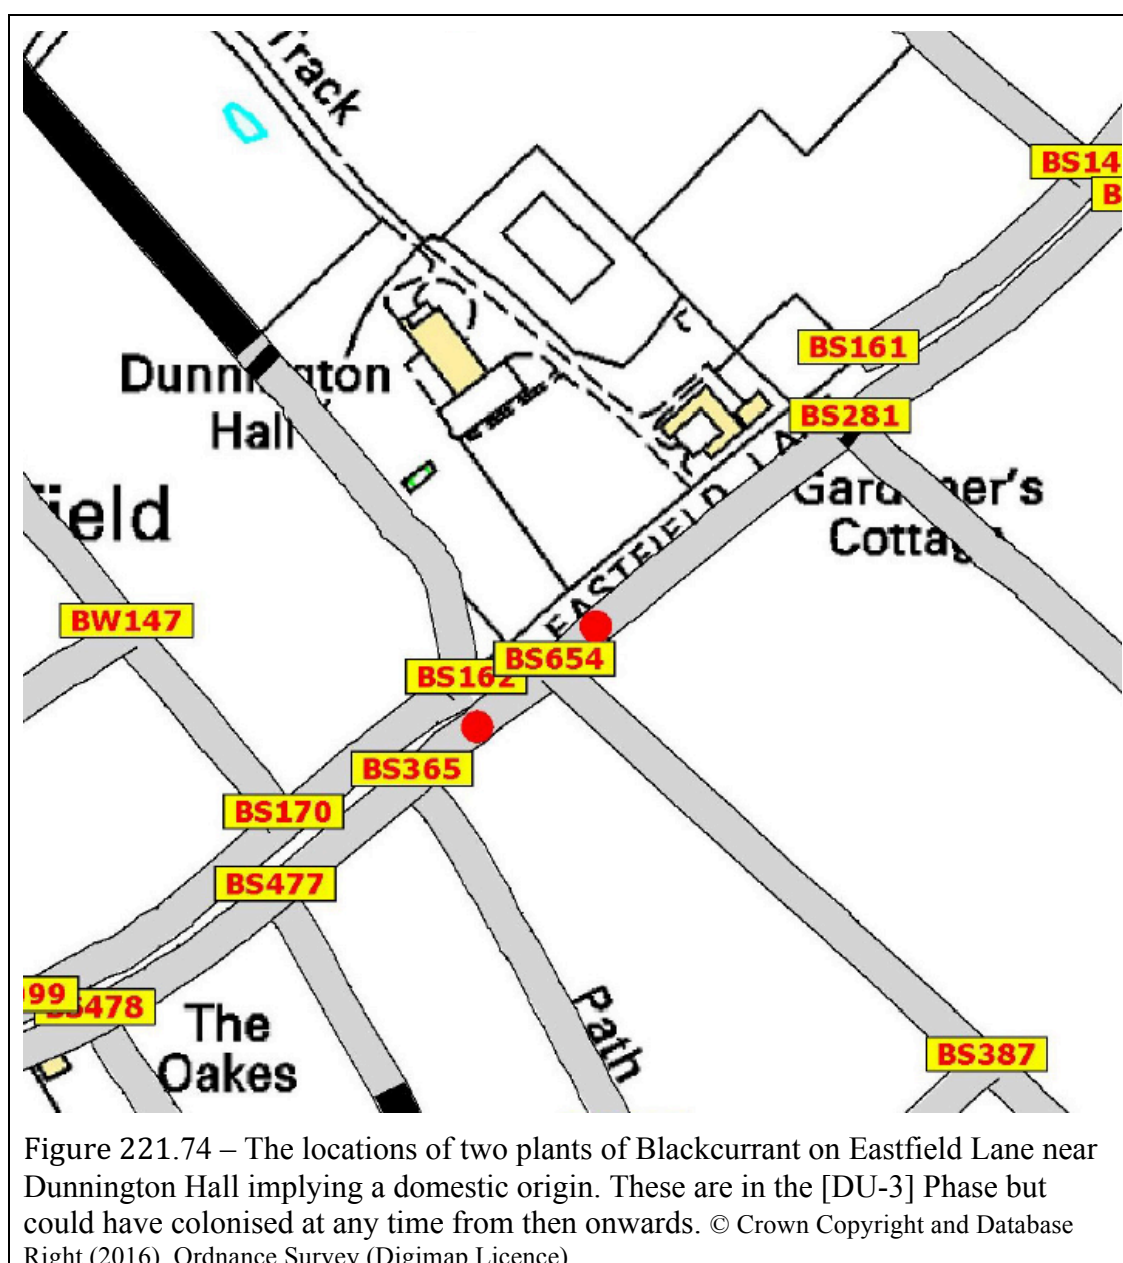 Track
BS14
B
BS161
Dunnington
Hall
BS281
EASTFIELD LA
Gardener's
Cottage
field
BW147
BS654
BS162
BS365
BS170
BS477
99
BS478
The
Oakes
Path
BS387
Figure 221.74 – The locations of two plants of Blackcurrant on Eastfield Lane near
Dunnington Hall implying a domestic origin. These are in the [DU-3] Phase but
could have colonised at any time from then onwards. © Crown Copyright and Database
Right (2016). Ordnance Survey (Digimap Licence)